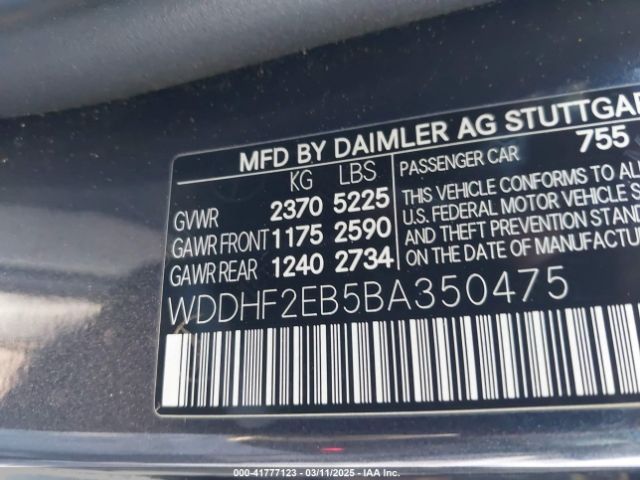 MFD BY DAIMLER AG STUTTGAR
KG LBS
GVWR 2370 5225
GAWR FRONT 1175 2590
GAWR REAR 1240 2734
PASSENGER CAR 755
THIS VEHICLE CONFORMS TO AL
U.S. FEDERAL MOTOR VEHICLE S
AND THEFT PREVENTION STAND
ON THE DATE OF MANUFACTURE
WDDHF2EB5BA350475
000-41777123 - 03/11/2025 - IAA Inc.